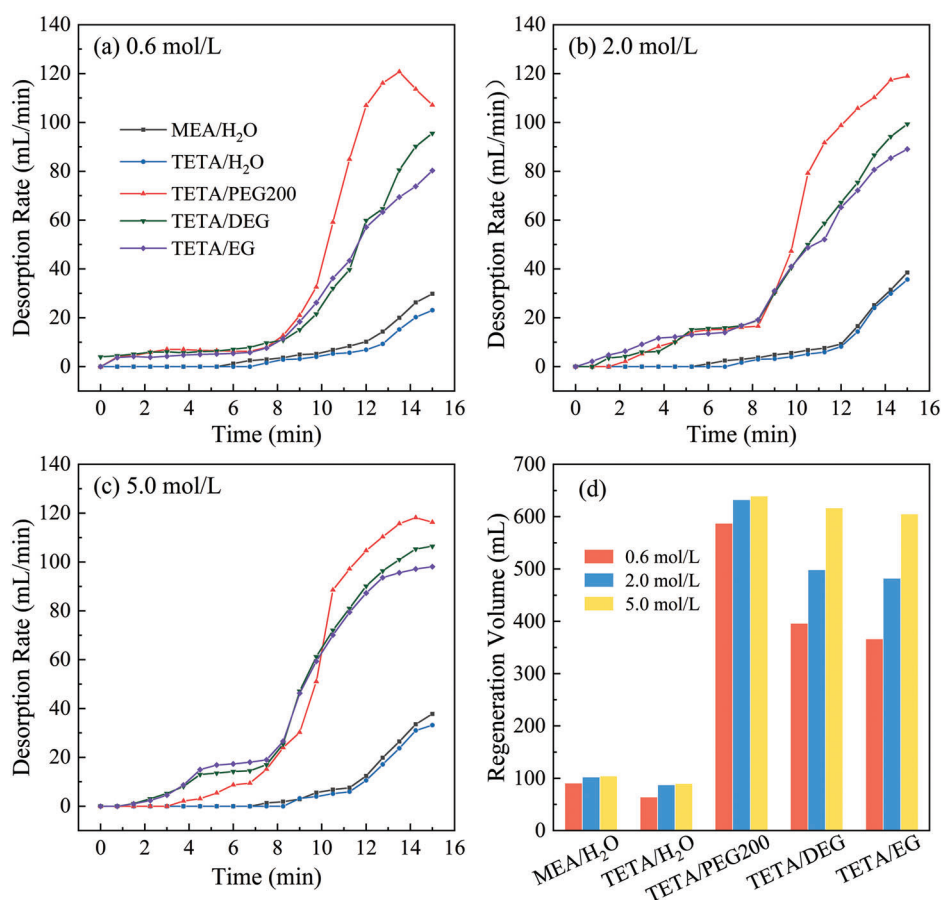 (a) 0.6 mol/L
Desorption Rate (mL/min)
140
120
100
80
60
40
20
0
MEA/H₂O
TETA/H₂O
TETA/PEG200
TETA/DEG
TETA/EG
0 2 4 6 8 10 12 14 16
Time (min)
(b) 2.0 mol/L
Desorption Rate (mL/min))
140
120
100
80
60
40
20
0
0 2 4 6 8 10 12 14 16
Time (min)
(c) 5.0 mol/L
Desorption Rate (mL/min)
140
120
100
80
60
40
20
0
0 2 4 6 8 10 12 14 16
Time (min)
(d)
Regeneration Volume (mL)
700
600
500
400
300
200
100
0
0.6 mol/L
2.0 mol/L
5.0 mol/L
MEA/H₂O
TETA/H₂O
TETA/PEG200
TETA/DEG
TETA/EG